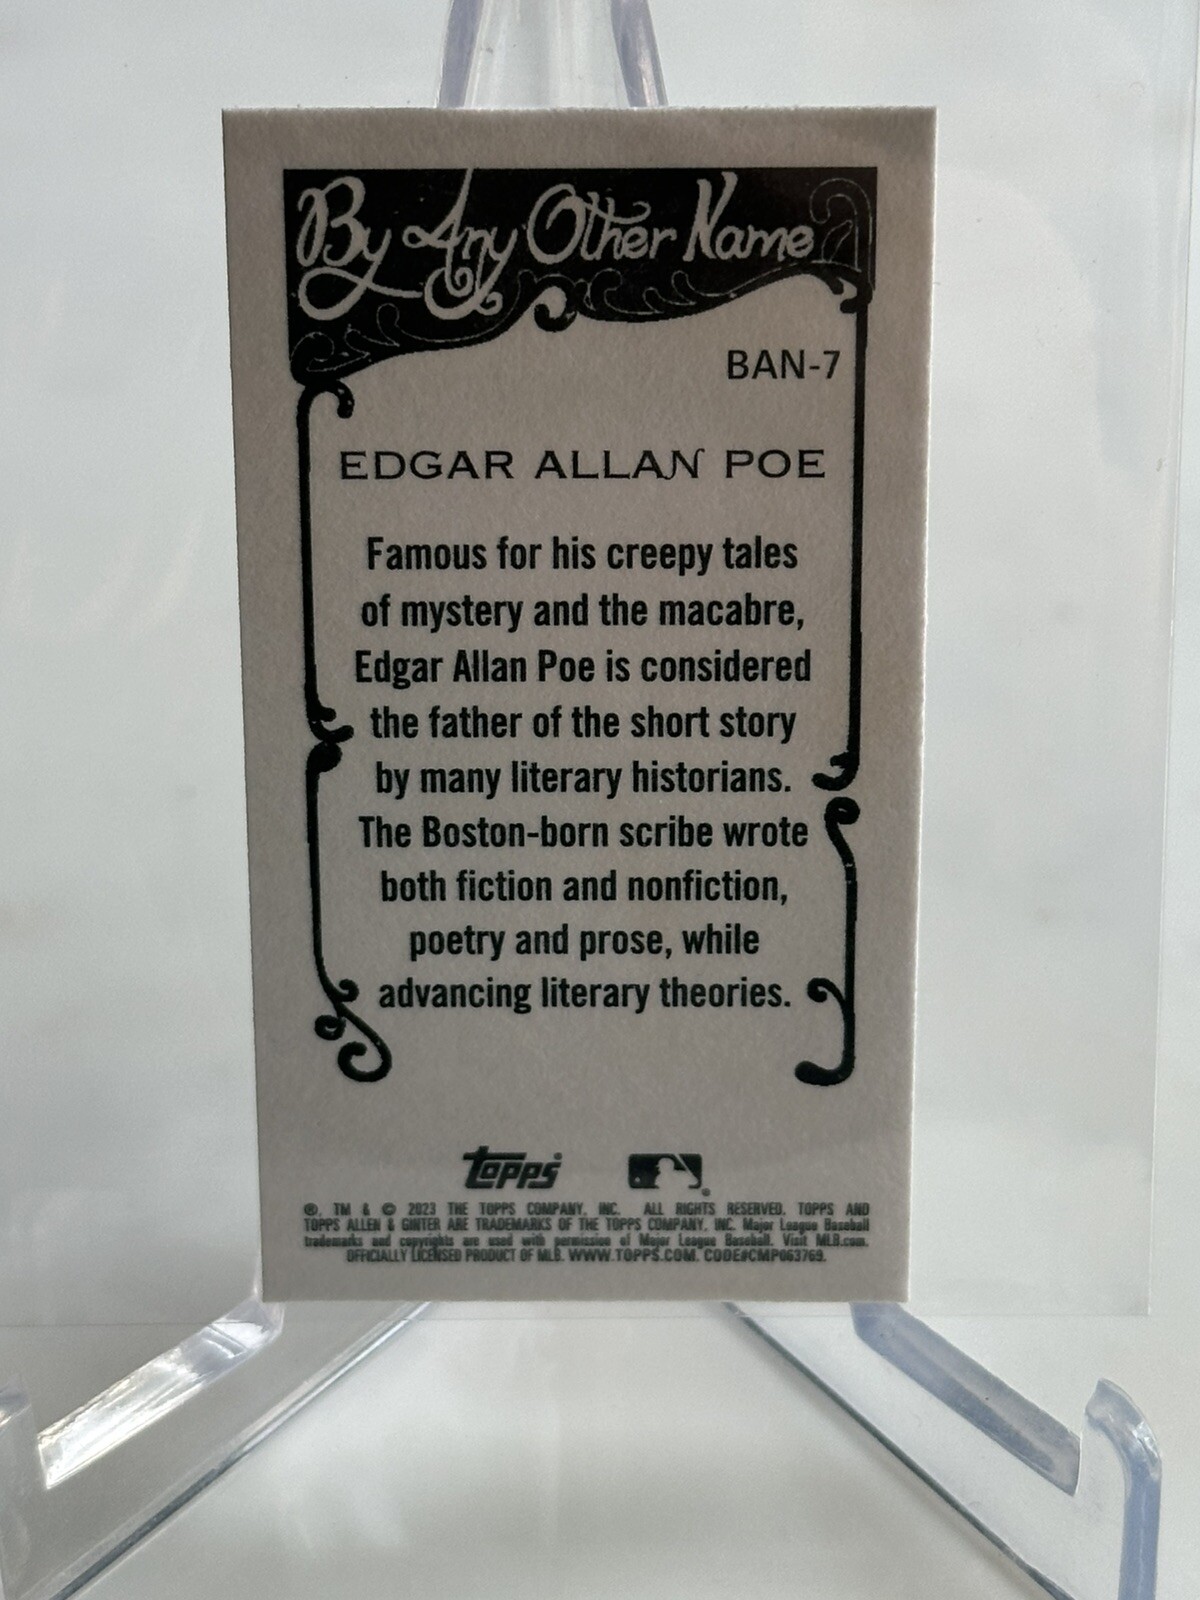 By Any Other Name
BAN-7
EDGAR ALLAN POE
Famous for his creepy tales
of mystery and the macabre,
Edgar Allan Poe is considered
the father of the short story
by many literary historians.
The Boston-born scribe wrote
both fiction and nonfiction,
poetry and prose, while
advancing literary theories.
topps
®, TM & © 2023 THE TOPPS COMPANY, INC. ALL RIGHTS RESERVED. TOPPS AND
TOPPS ALLEN & GINTER ARE TRADEMARKS OF THE TOPPS COMPANY, INC. Major League Baseball
trademarks and copyrights are used with permission of Major League Baseball. Visit MLB.com.
OFFICIALLY LICENSED PRODUCT OF MLB. WWW.TOPPS.COM. CODE#CMP063769.